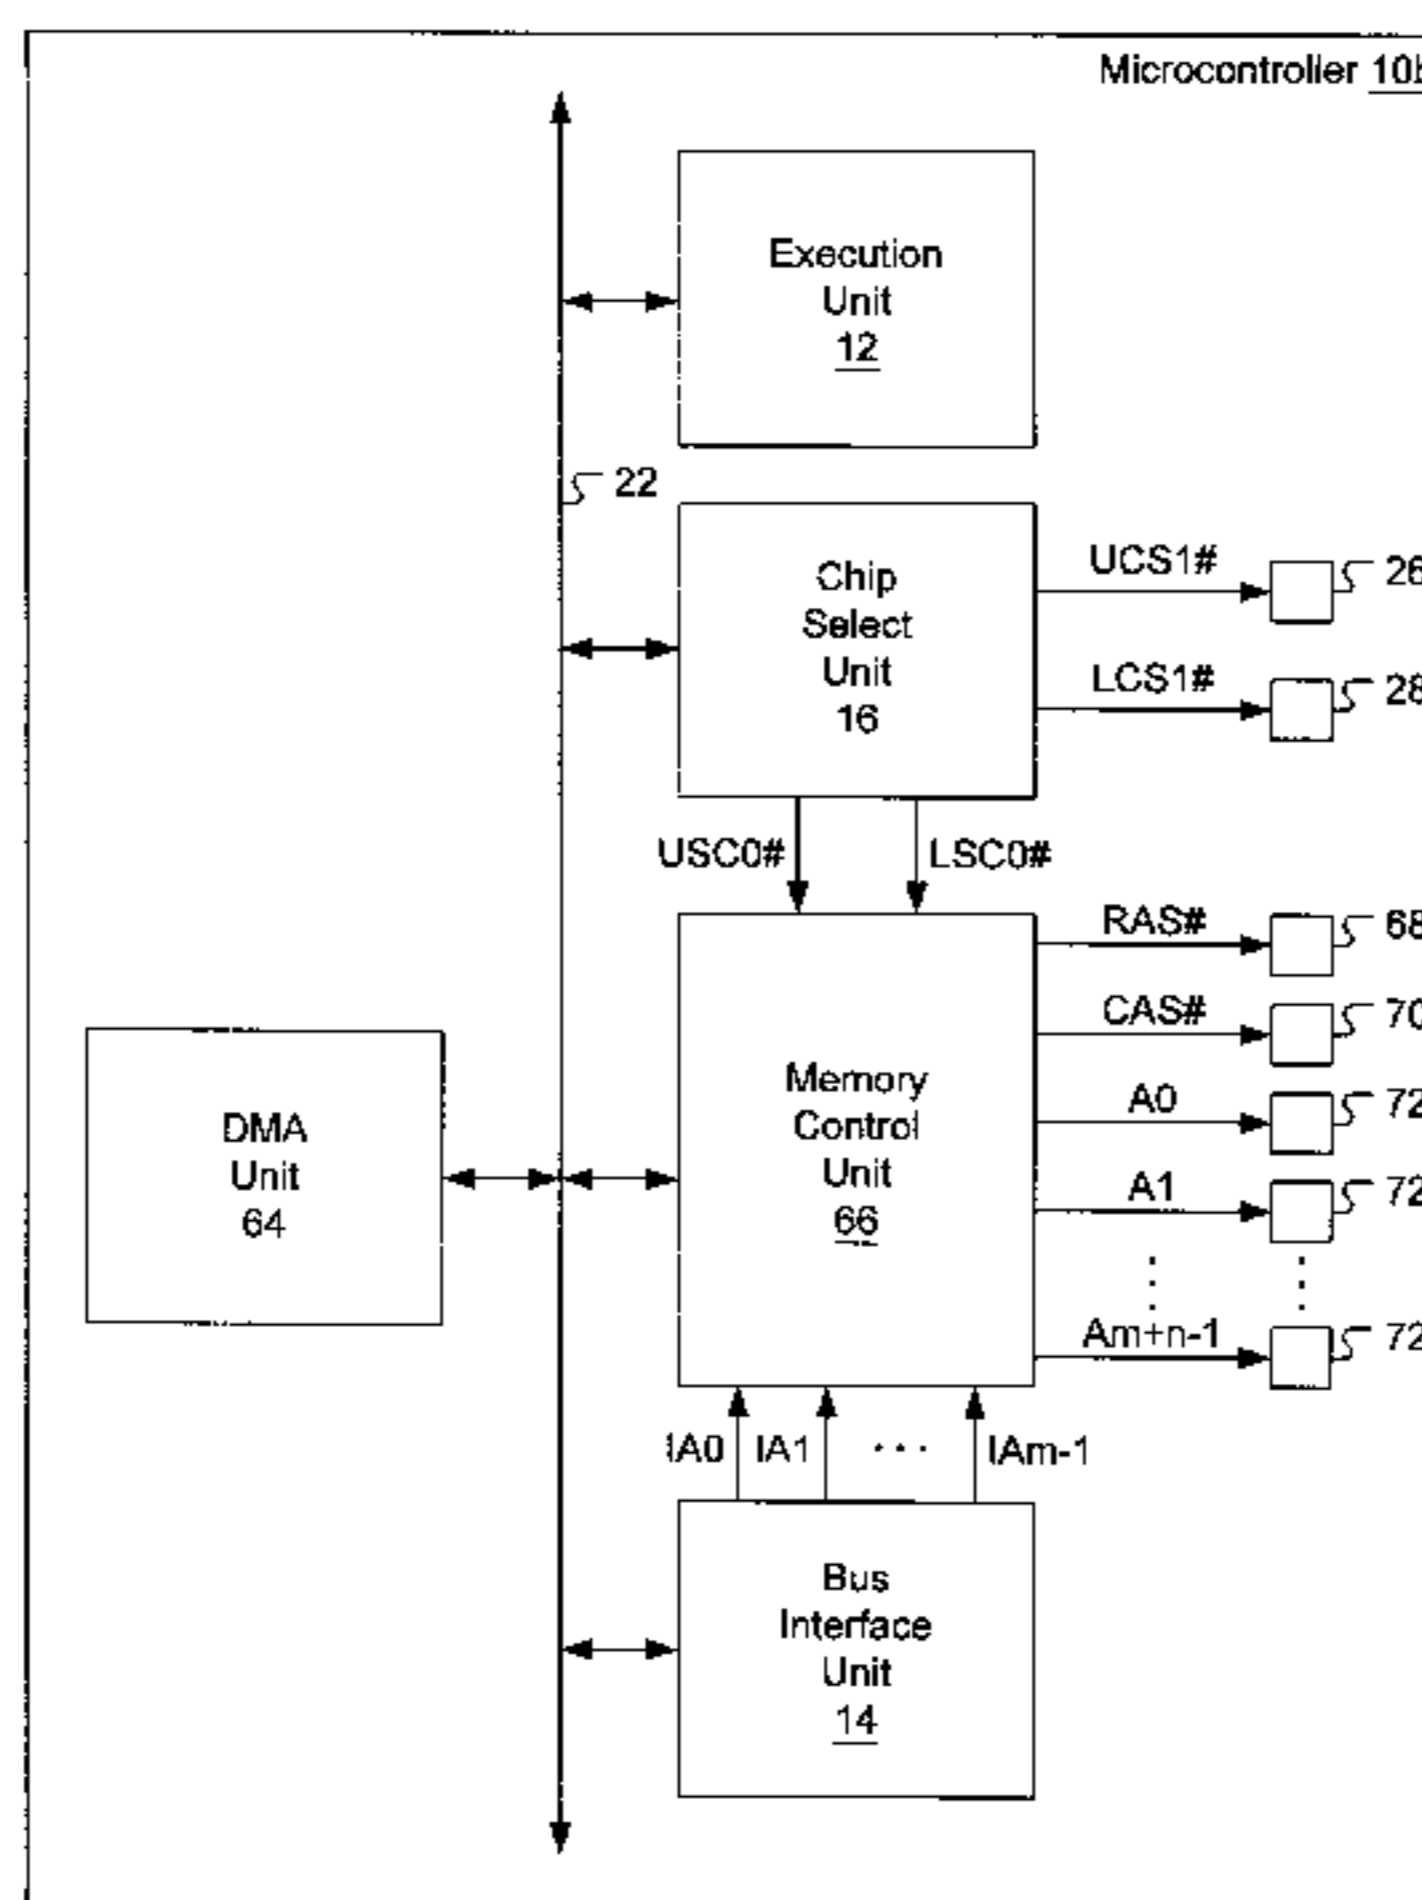 Microcontroller 10b
Execution
Unit
12
22
Chip
Select
Unit
16
UCS1#
26
LCS1#
28
USC0#
LSC0#
RAS#
68
CAS#
70
Memory
Control
Unit
66
A0
72
A1
72
Am+n-1
72
DMA
Unit
64
IA0
IA1
IAm-1
Bus
Interface
Unit
14